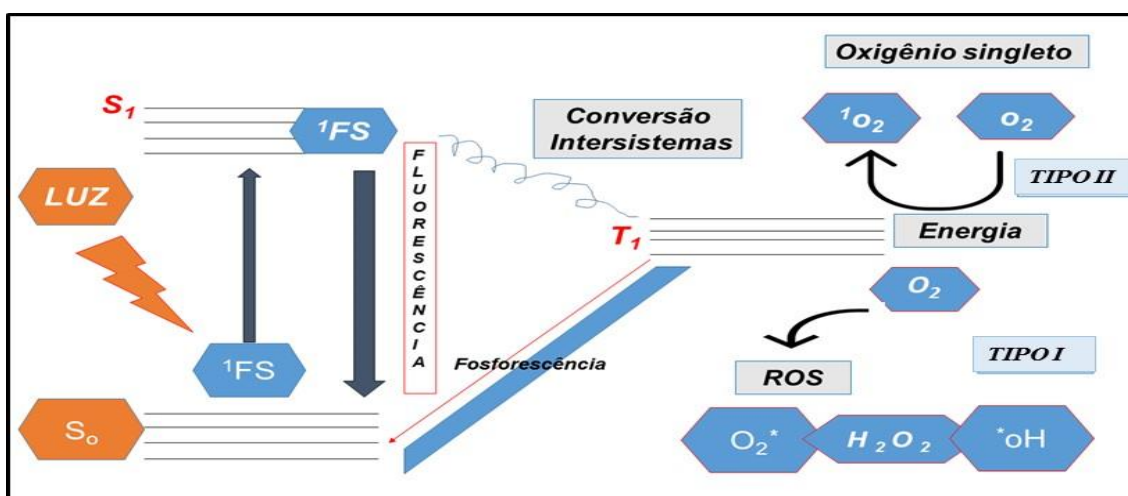 Oxigênio singleto
S₁
¹FS
Conversão
Intersistemas
¹O₂
O₂
FLUORESCÊNCIA
LUZ
TIPO II
T₁
Energia
O₂
¹FS
Fosforescência
TIPO I
ROS
S₀
O₂*
H₂O₂
*oH